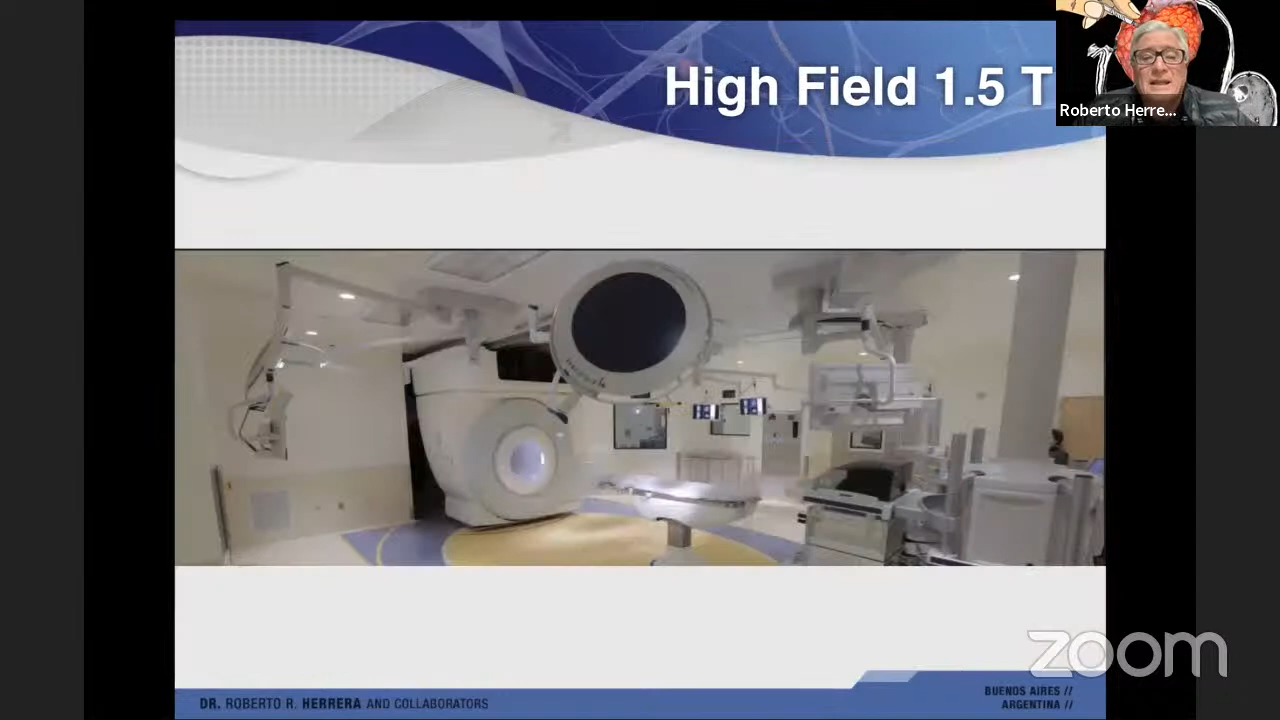 High Field 1.5 T
Roberto Herre...
zoom
DR. ROBERTO R. HERRERA AND COLLABORATORS
BUENOS AIRES //
ARGENTINA //